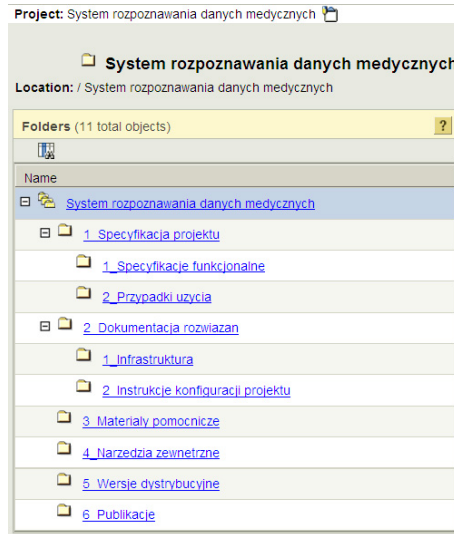 Project: System rozpoznawania danych medycznych
System rozpoznawania danych medycznych
Location: / System rozpoznawania danych medycznych
Folders (11 total objects) ?
Name
System rozpoznawania danych medycznych
1_Specyfikacja projektu
1_Specyfikacje funkcjonalne
2_Przypadki uzycia
2_Dokumentacja rozwiazan
1_Infrastruktura
2_Instrukcje konfiguracji projektu
3_Materialy pomocnicze
4_Narzedzia zewnetrzne
5_Wersje dystrybucyjne
6_Publikacje